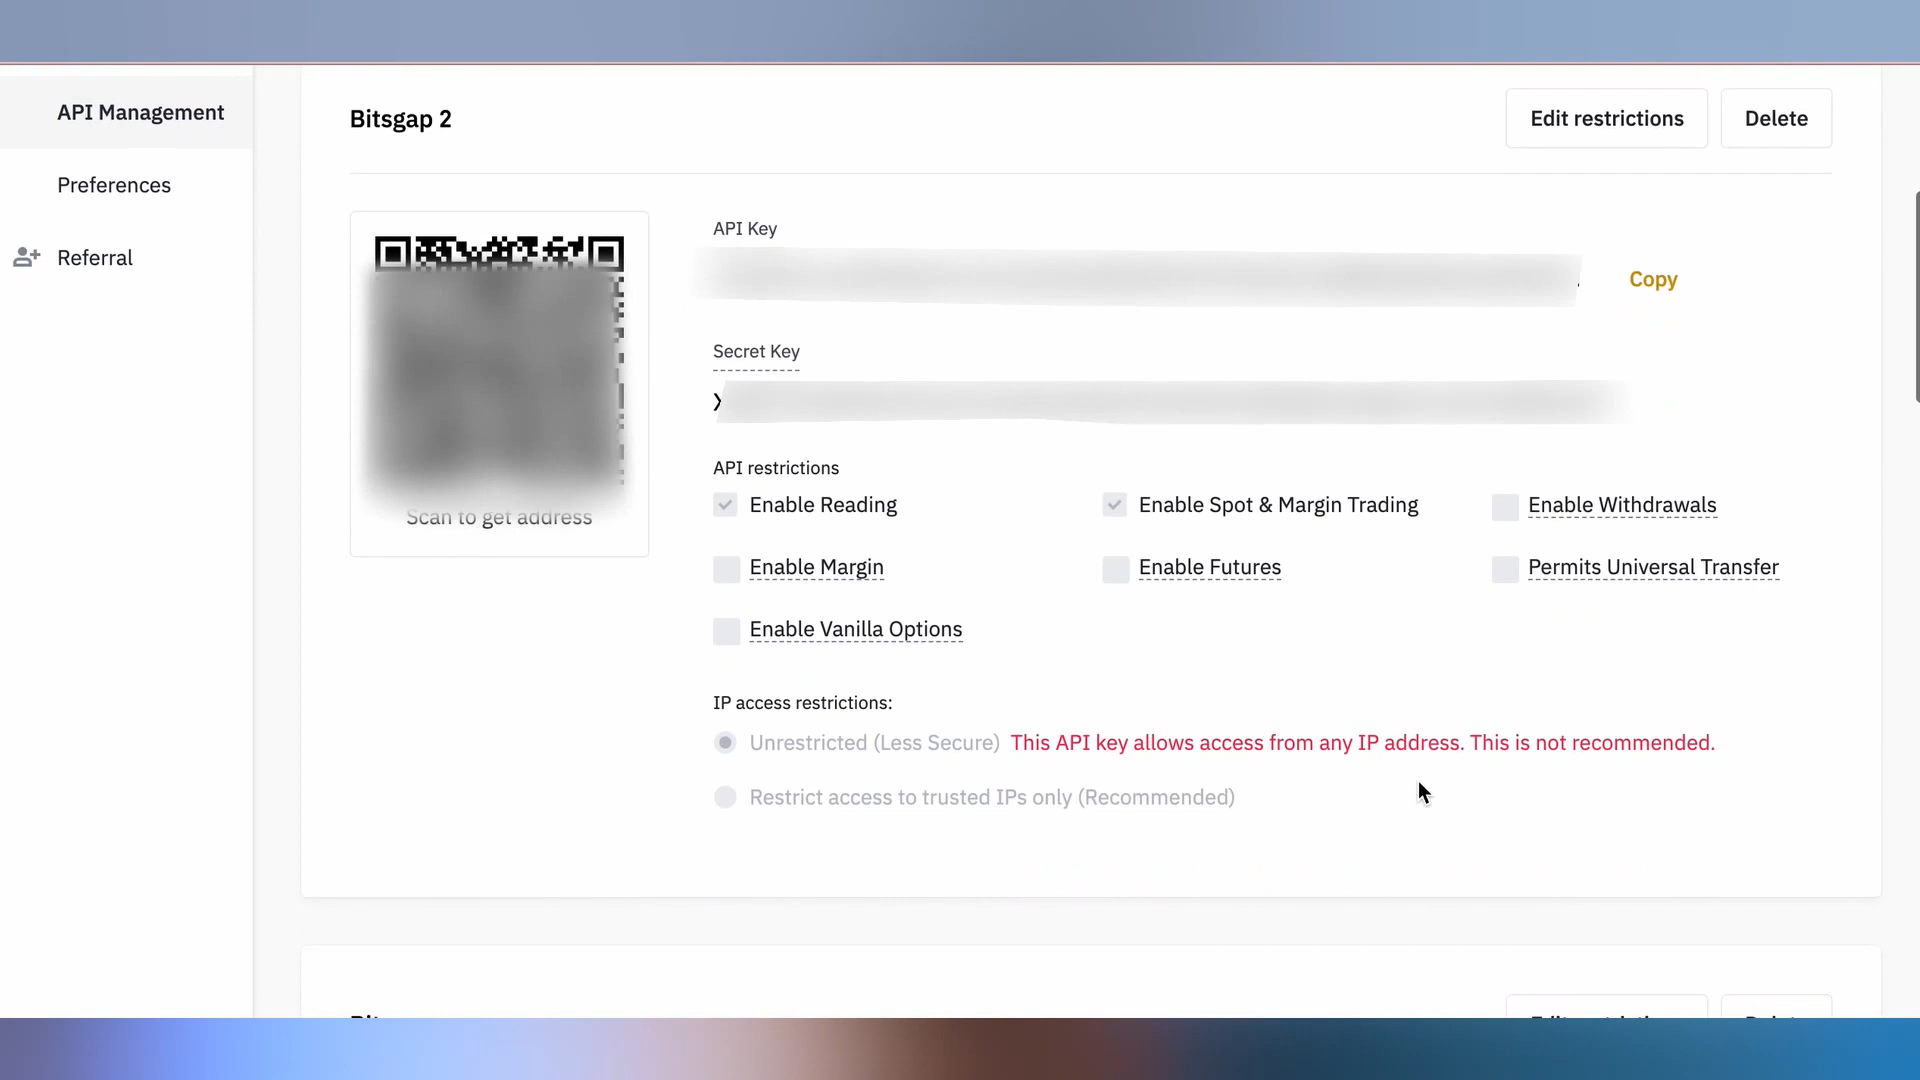 API Management
Preferences
Referral
Bitsgap 2
Edit restrictions
Delete
Scan to get address
API Key
Copy
Secret Key
API restrictions
Enable Reading
Enable Spot & Margin Trading
Enable Withdrawals
Enable Margin
Enable Futures
Permits Universal Transfer
Enable Vanilla Options
IP access restrictions:
Unrestricted (Less Secure) This API key allows access from any IP address. This is not recommended.
Restrict access to trusted IPs only (Recommended)